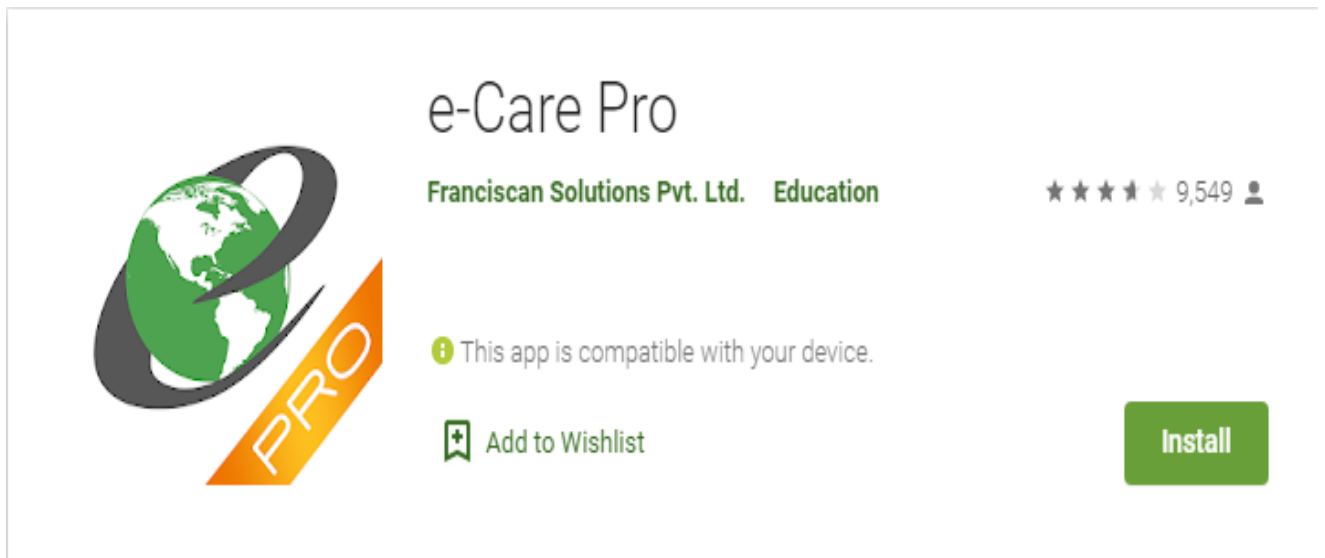 e-Care Pro
Franciscan Solutions Pvt. Ltd. Education 9,549
PRO
This app is compatible with your device.
Add to Wishlist
Install